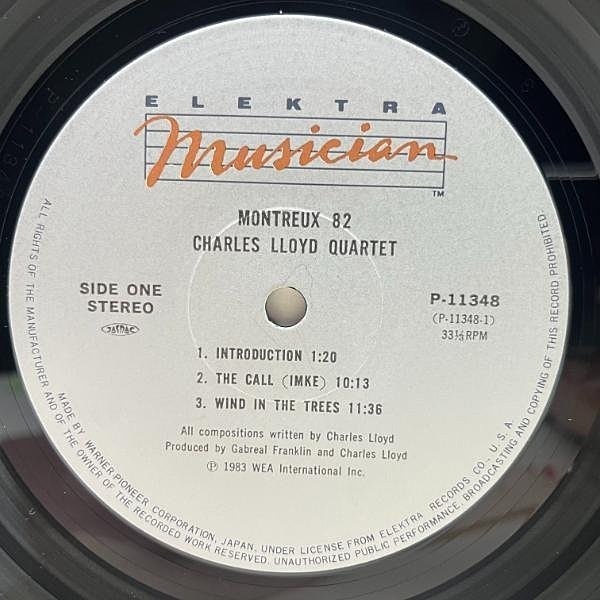 ELEKTRA
Musician
TM
MONTREUX 82
CHARLES LLOYD QUARTET
SIDE ONE
STEREO
JASRAC
P-11348
(P-11348-1)
33⅓RPM
1. INTRODUCTION 1:20
2. THE CALL (IMKE) 10:13
3. WIND IN THE TREES 11:36
All compositions written by Charles Lloyd
Produced by Gabreal Franklin and Charles Lloyd
Ⓟ 1983 WEA International Inc.
MADE BY WARNER-PIONEER CORPORATION, JAPAN, UNDER LICENSE FROM ELEKTRA RECORDS CO., U.S.A.
ALL RIGHTS OF THE MANUFACTURER AND OF THE OWNER OF THE RECORDED WORK RESERVED. UNAUTHORIZED PUBLIC PERFORMANCE, BROADCASTING AND COPYING OF THIS RECORD PROHIBITED.